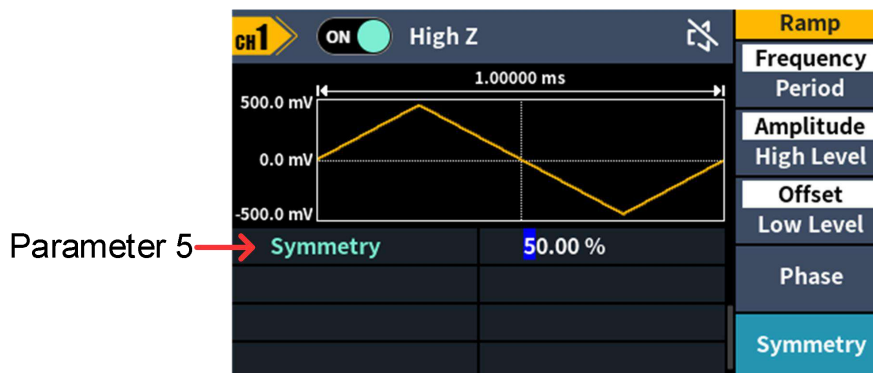 CH1 ON High Z
Ramp
Frequency
Period
1.00000 ms
500.0 mV
Amplitude
High Level
0.0 mV
Offset
Low Level
-500.0 mV
Parameter 5
Symmetry 50.00 %
Phase
Symmetry